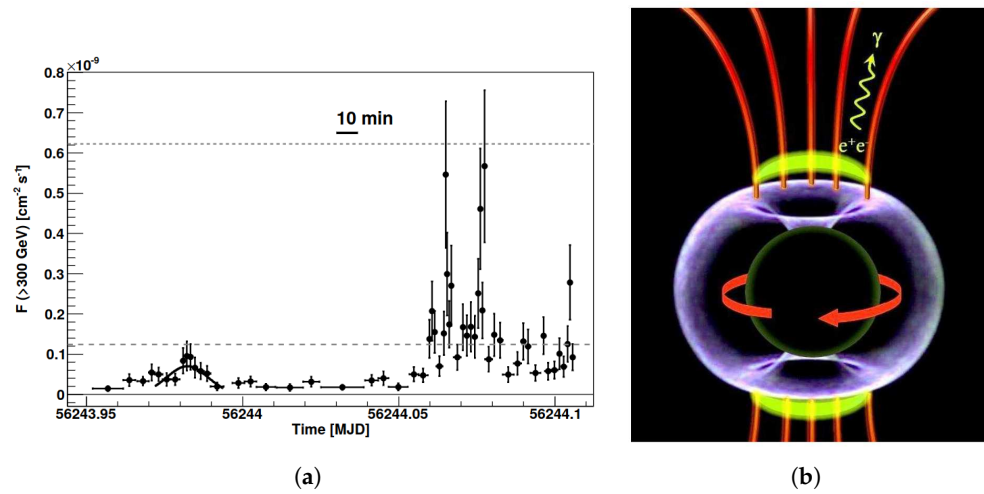 ×10⁻⁹
0.8
0.7
0.6
0.5
0.4
0.3
0.2
0.1
0
F (>300 GeV) [cm⁻² s⁻¹]
10 min
56243.95
56244
56244.05
56244.1
Time [MJD]
γ
e⁺e⁻
(a)
(b)